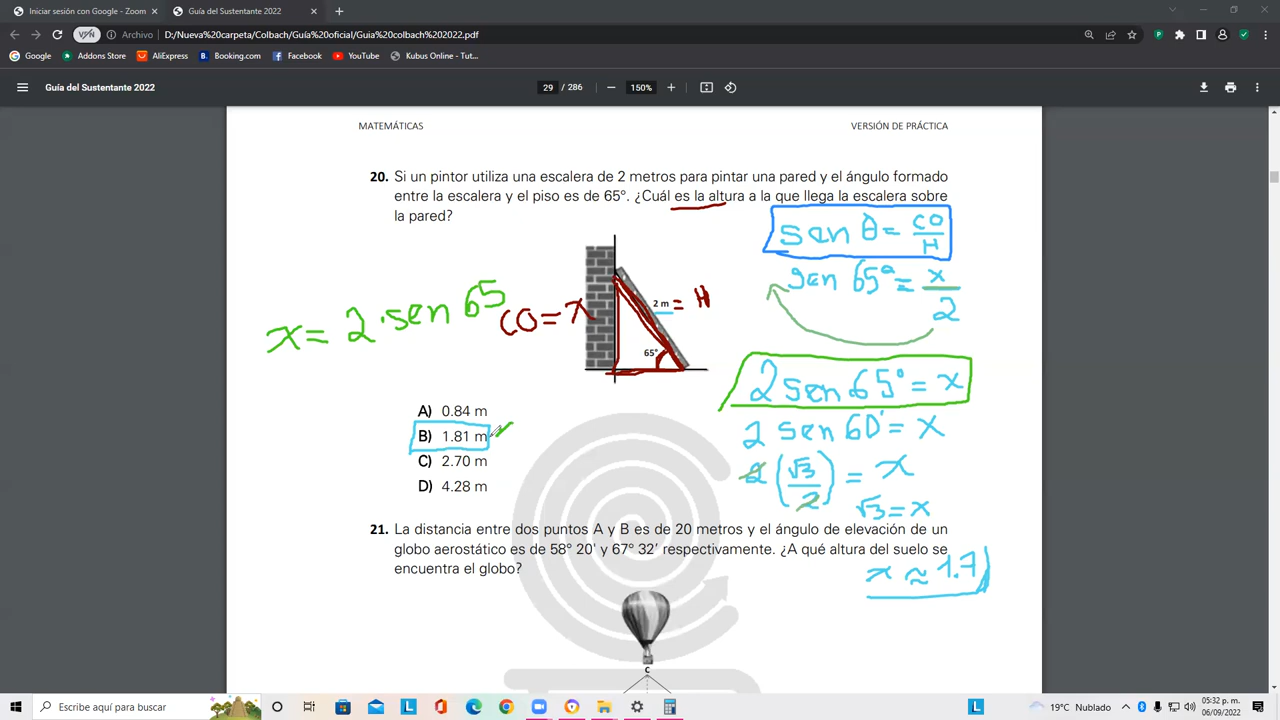 Iniciar sesión con Google - Zoom
Guía del Sustentante 2022
Archivo D:/Nueva%20carpeta/Colbach/Guía%20oficial/Guia%20colbach%202022.pdf
Google Addons Store AliExpress Booking.com Facebook YouTube Kubus Online - Tut...
Guía del Sustentante 2022
29 / 286
150%
MATEMÁTICAS
VERSIÓN DE PRÁCTICA
20. Si un pintor utiliza una escalera de 2 metros para pintar una pared y el ángulo formado
entre la escalera y el piso es de 65°. ¿Cuál es la altura a la que llega la escalera sobre
la pared?
sen θ = CO/H
sen 65° = x/2
x = 2 · sen 65
CO = x
2 m = H
65°
2 sen 65° = x
A) 0.84 m
B) 1.81 m
C) 2.70 m
D) 4.28 m
2 sen 60° = x
2 (√3/2) = x
√3 = x
x ≈ 1.7
21. La distancia entre dos puntos A y B es de 20 metros y el ángulo de elevación de un
globo aerostático es de 58° 20' y 67° 32' respectivamente. ¿A qué altura del suelo se
encuentra el globo?
C
Escribe aquí para buscar
19°C Nublado
05:32 p. m.
06/09/2022